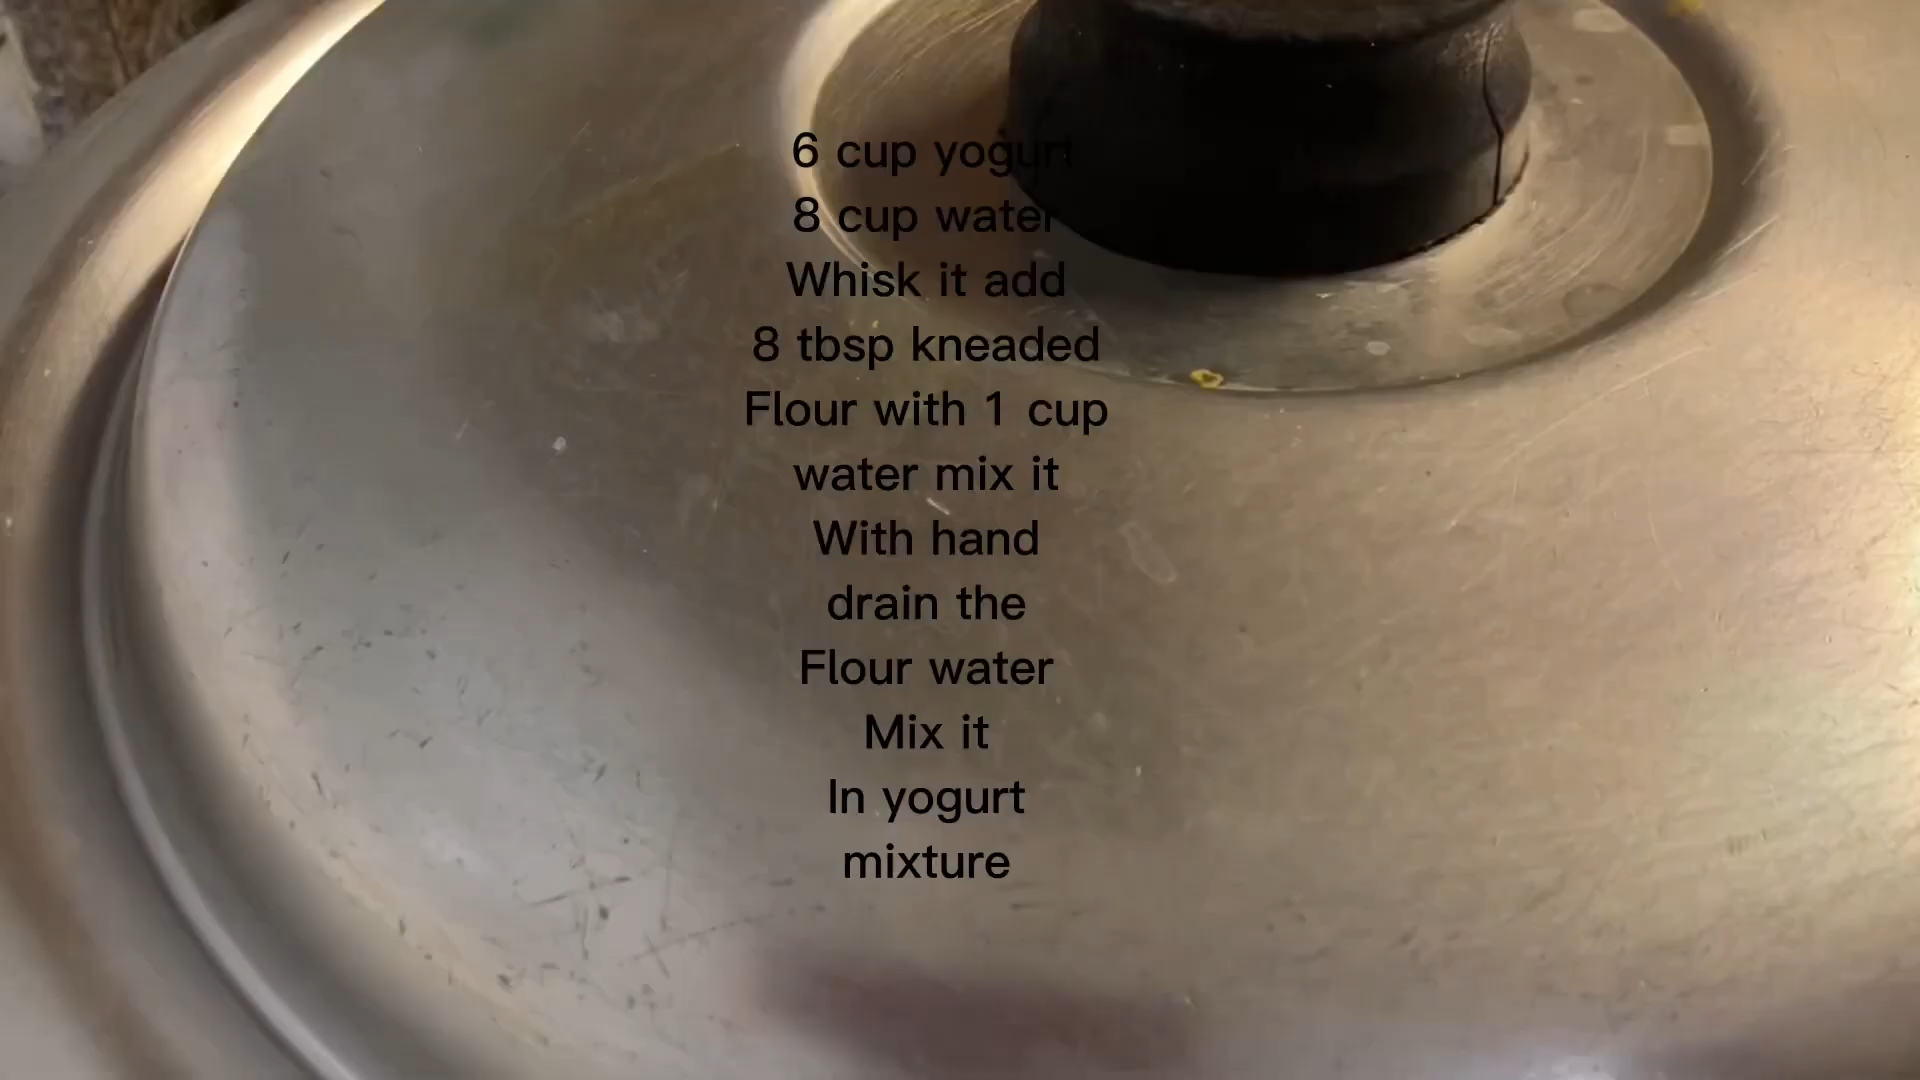 6 cup yogurt
8 cup water
Whisk it add
8 tbsp kneaded
Flour with 1 cup
water mix it
With hand
drain the
Flour water
Mix it
In yogurt
mixture